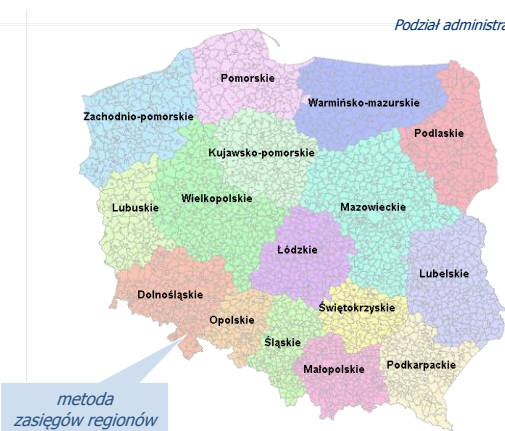 Podział administra
Pomorskie
Warmińsko-mazurskie
Zachodnio-pomorskie
Podlaskie
Kujawsko-pomorskie
Wielkopolskie
Lubuskie
Mazowieckie
Łódzkie
Lubelskie
Dolnośląskie
Świętokrzyskie
Opolskie
Śląskie
Podkarpackie
Małopolskie
metoda
zasięgów regionów